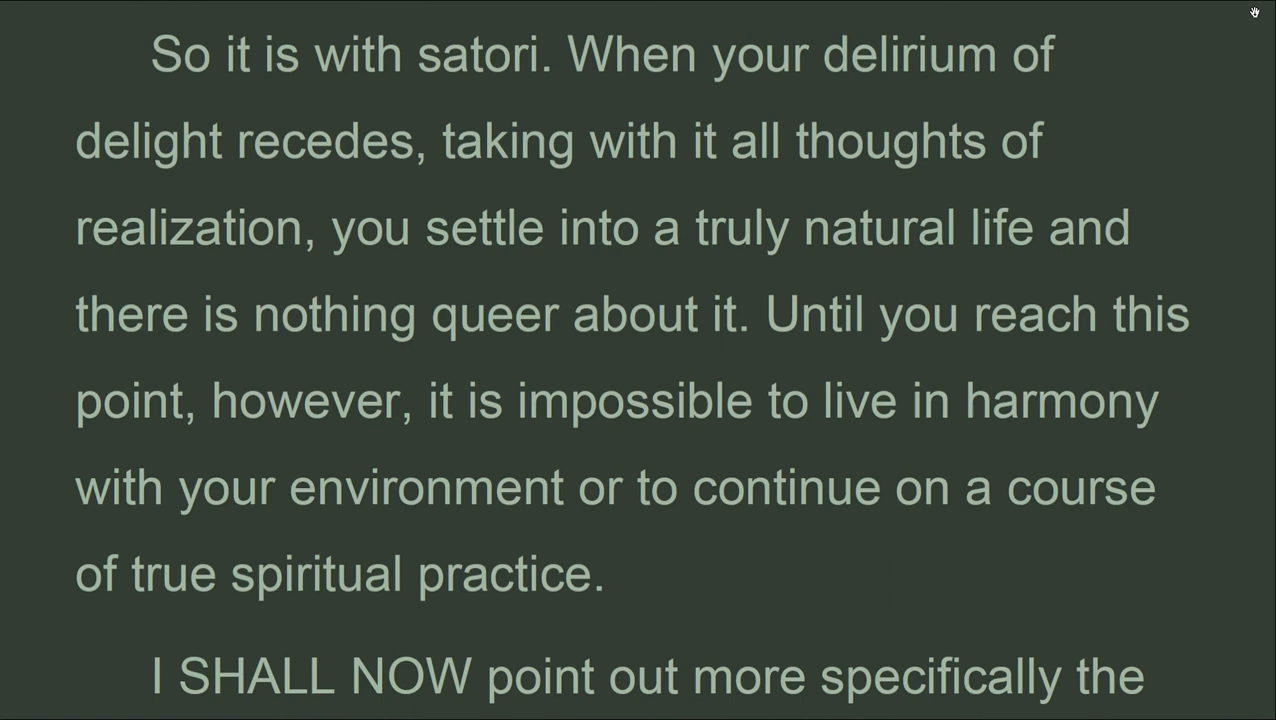 So it is with satori. When your delirium of
delight recedes, taking with it all thoughts of
realization, you settle into a truly natural life and
there is nothing queer about it. Until you reach this
point, however, it is impossible to live in harmony
with your environment or to continue on a course
of true spiritual practice.
I SHALL NOW point out more specifically the